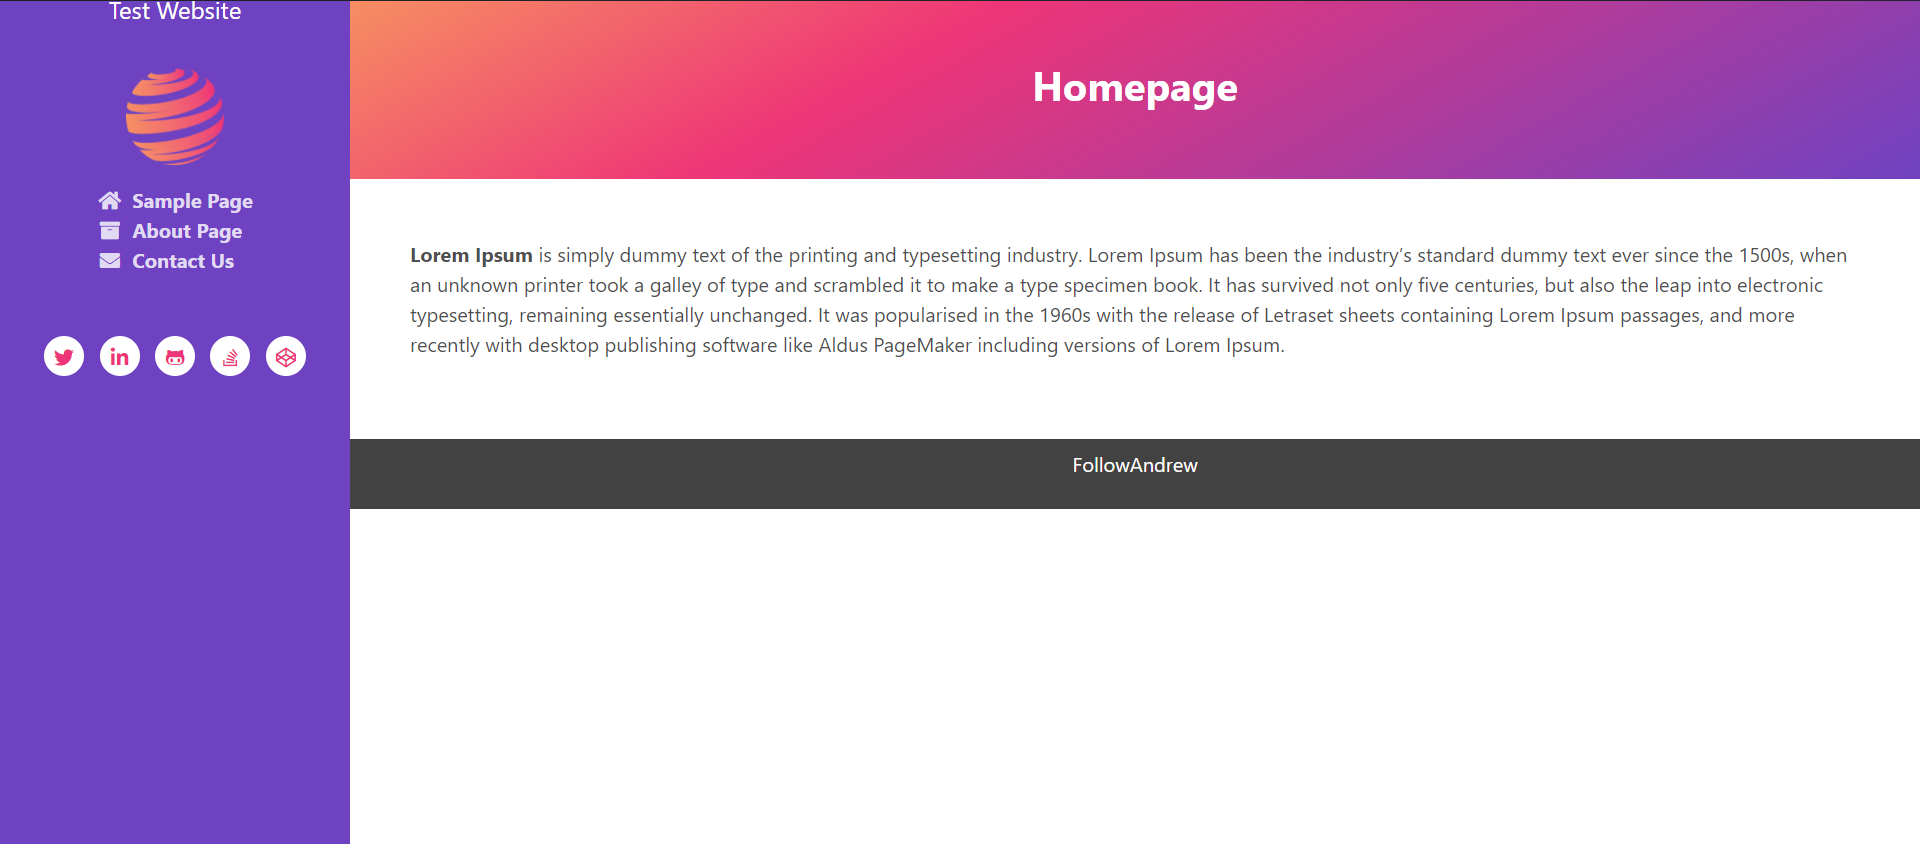 Test Website
Sample Page
About Page
Contact Us
Homepage
Lorem Ipsum is simply dummy text of the printing and typesetting industry. Lorem Ipsum has been the industry’s standard dummy text ever since the 1500s, when
an unknown printer took a galley of type and scrambled it to make a type specimen book. It has survived not only five centuries, but also the leap into electronic
typesetting, remaining essentially unchanged. It was popularised in the 1960s with the release of Letraset sheets containing Lorem Ipsum passages, and more
recently with desktop publishing software like Aldus PageMaker including versions of Lorem Ipsum.
FollowAndrew